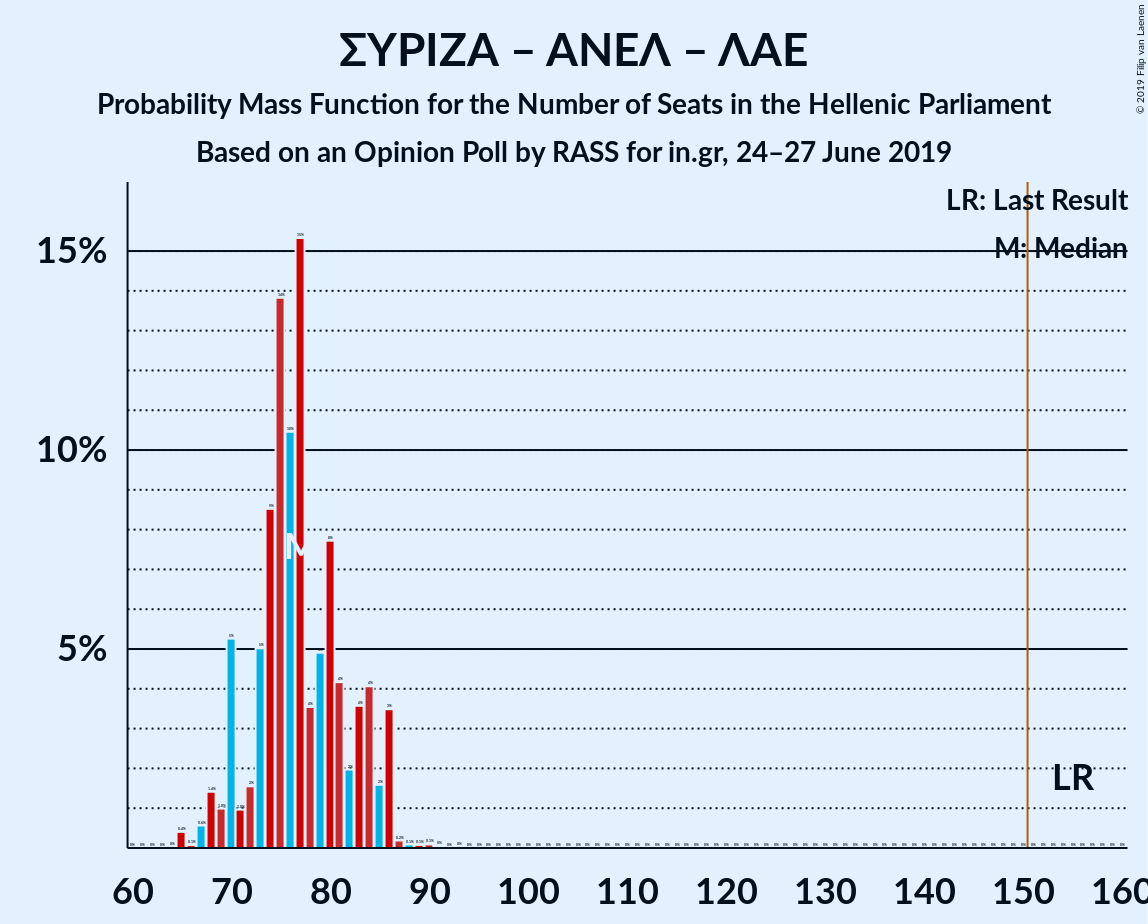 ΣΥΡΙΖΑ – ΑΝΕΛ – ΛΑΕ
Probability Mass Function for the Number of Seats in the Hellenic Parliament
Based on an Opinion Poll by RASS for in.gr, 24–27 June 2019
© 2019 Filip van Laenen
LR: Last Result
M: Median
15%
10%
5%
M
LR
60 70 80 90 100 110 120 130 140 150 160